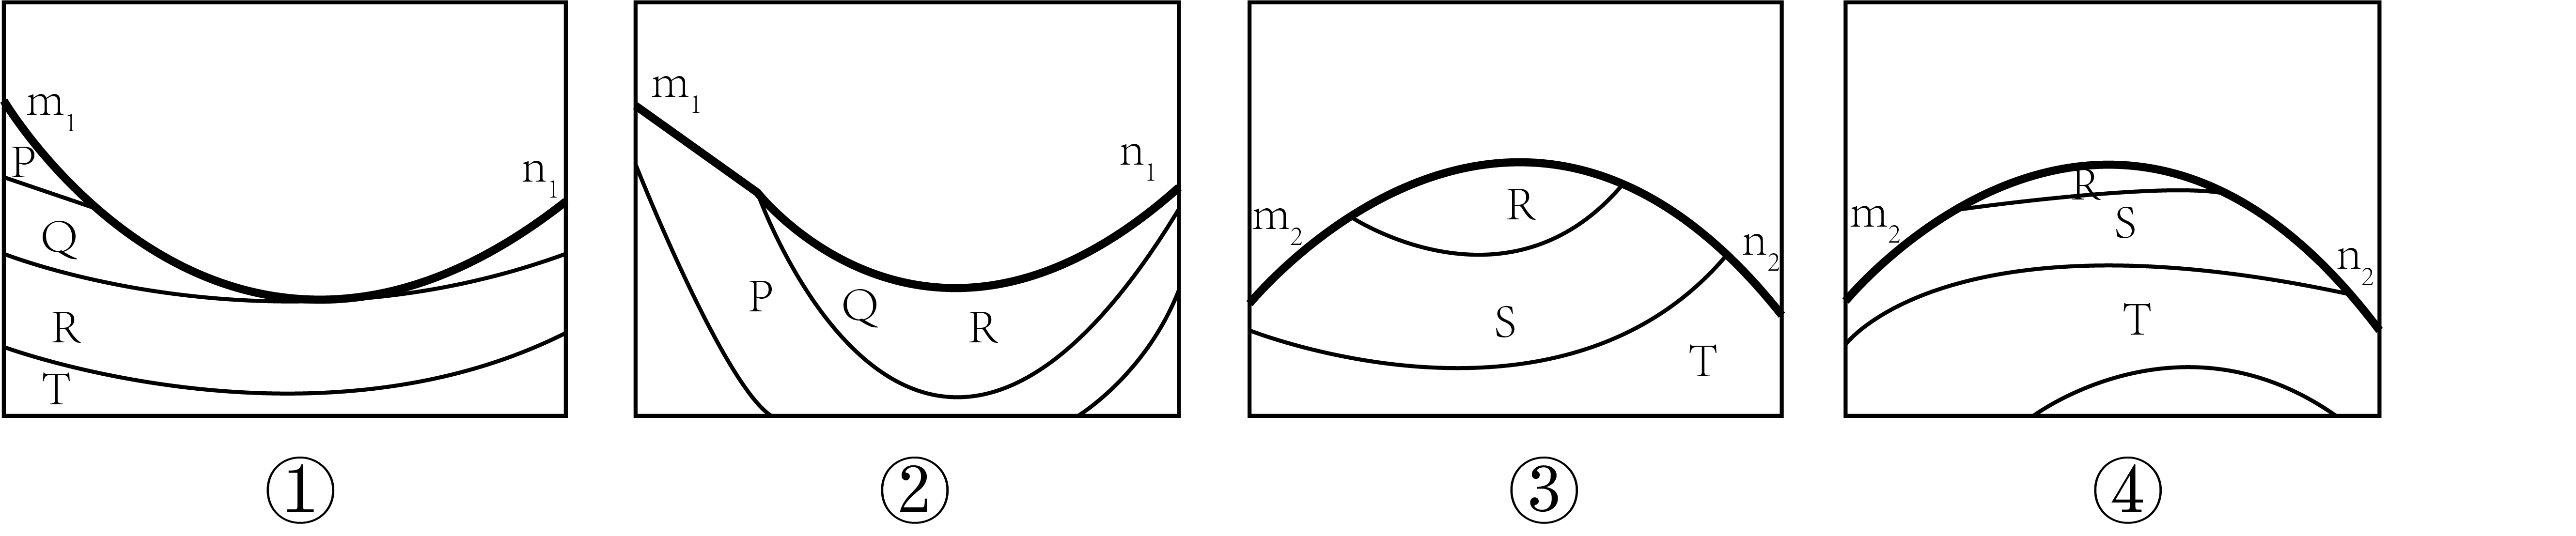 m₁
P
n₁
Q
R
T
①
m₁
n₁
P
Q
R
②
R
m₂
n₂
S
T
③
R
m₂
S
n₂
T
④